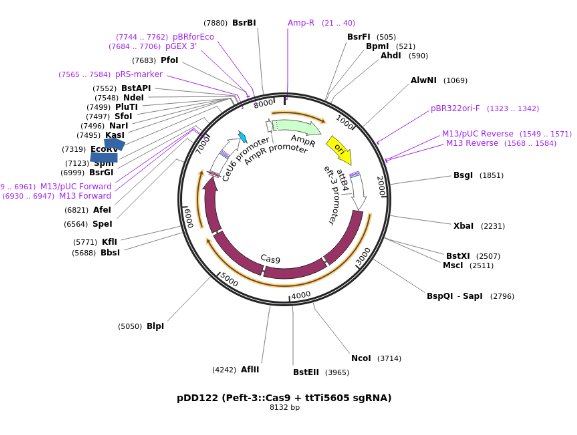 (7880) BsrBI
Amp-R (21 .. 40)
(7744 .. 7762) pBRforEco
(7684 .. 7706) pGEX 3'
(7683) PfoI
(7565 .. 7584) pRS-marker
(7552) BstAPI
(7548) NdeI
(7499) PluTI
(7497) SfoI
(7496) NarI
(7495) KasI
(7319) EcoRV
(7123) SphI
(6999) BsrGI
9 .. 6961) M13/pUC Forward
(6930 .. 6947) M13 Forward
(6821) AfeI
(6564) SpeI
(5771) KflI
(5688) BbsI
(5050) BlpI
(4242) AflII
BsrFI (505)
BpmI (521)
AhdI (590)
AlwNI (1069)
pBR322ori-F (1323 .. 1342)
M13/pUC Reverse (1549 .. 1571)
M13 Reverse (1568 .. 1584)
BsgI (1851)
XbaI (2231)
BstXI (2507)
MscI (2511)
BspQI - SapI (2796)
NcoI (3714)
BstEII (3965)
1000
2000
3000
4000
5000
6000
7000
8000
AmpR
AmpR promoter
CeU6 promoter
ori
attB4
eft-3 promoter
Cas9
pDD122 (Peft-3::Cas9 + ttTi5605 sgRNA)
8132 bp